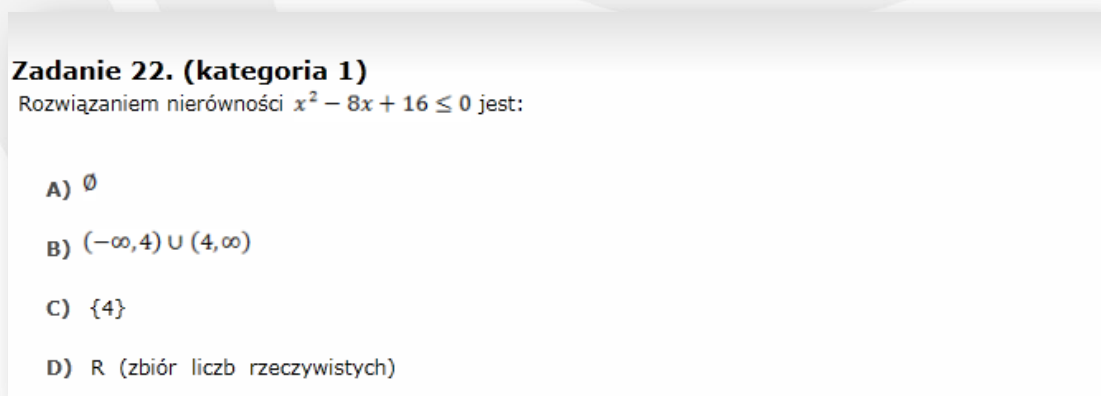 Zadanie 22. (kategoria 1)
Rozwiązaniem nierówności x² − 8x + 16 ≤ 0 jest:
A) ∅
B) (−∞,4) ∪ (4,∞)
C) {4}
D) R (zbiór liczb rzeczywistych)